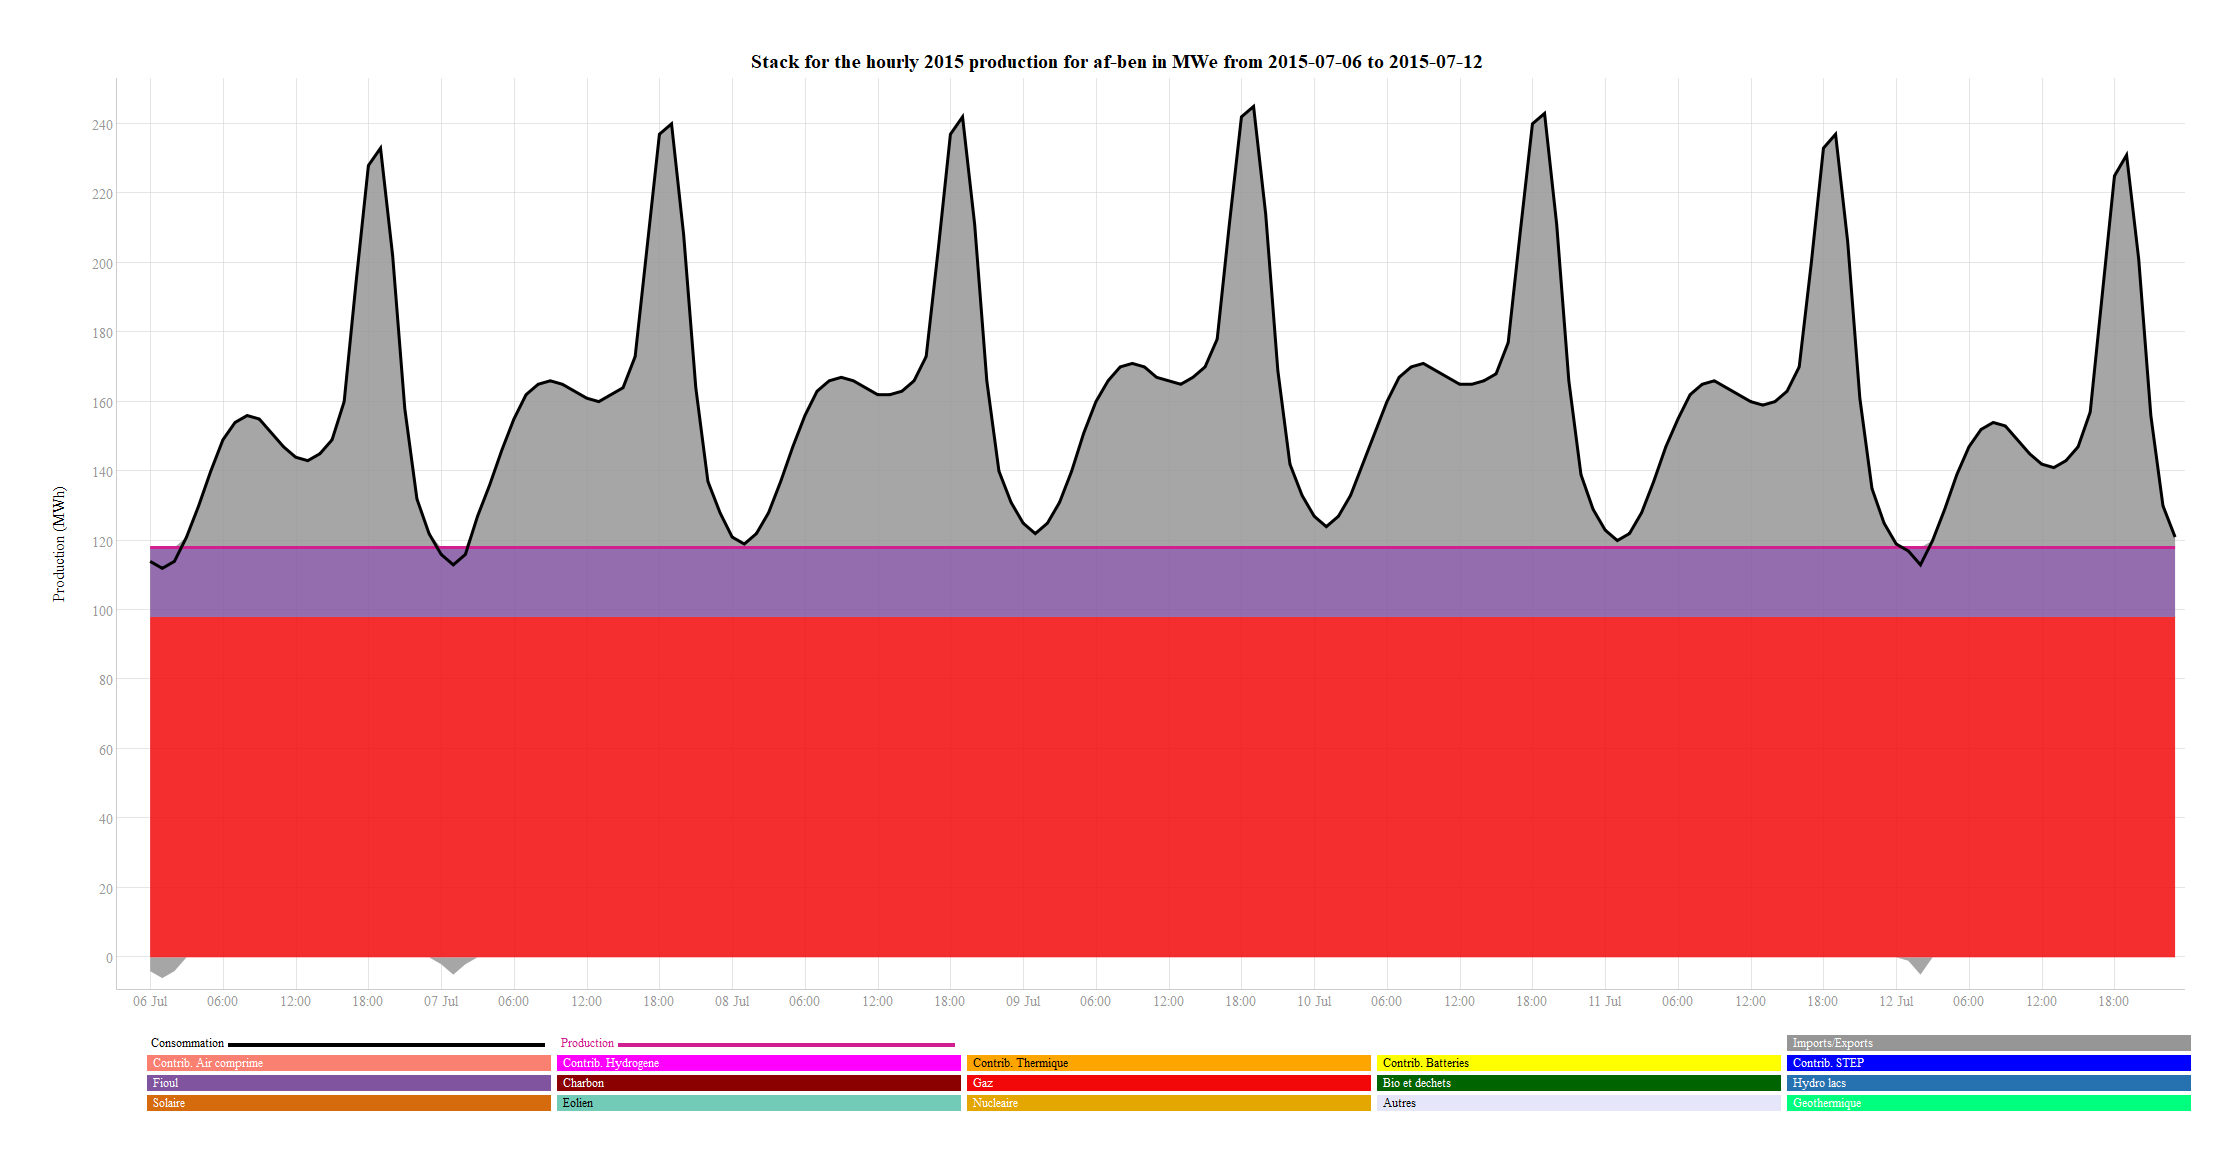 Stack for the hourly 2015 production for af-ben in MWe from 2015-07-06 to 2015-07-12
Production (MWh)
240
220
200
180
160
140
120
100
80
60
40
20
0
06 Jul 06:00 12:00 18:00 07 Jul 06:00 12:00 18:00 08 Jul 06:00 12:00 18:00 09 Jul 06:00 12:00 18:00 10 Jul 06:00 12:00 18:00 11 Jul 06:00 12:00 18:00 12 Jul 06:00 12:00 18:00
Consommation Production Imports/Exports
Contrib. Air comprime Contrib. Hydrogene Contrib. Thermique Contrib. Batteries Contrib. STEP
Fioul Charbon Gaz Bio et dechets Hydro lacs
Solaire Eolien Nucleaire Autres Geothermique